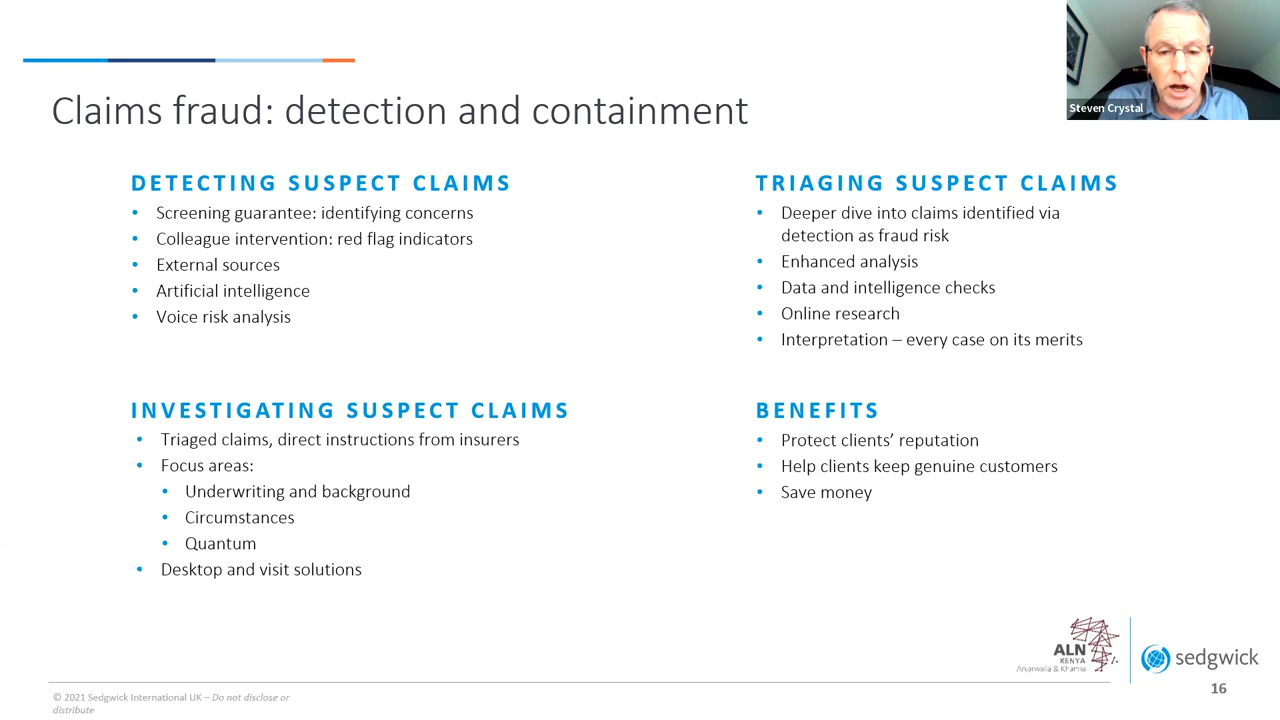 Steven Crystal
Claims fraud: detection and containment
DETECTING SUSPECT CLAIMS
• Screening guarantee: identifying concerns
• Colleague intervention: red flag indicators
• External sources
• Artificial intelligence
• Voice risk analysis
TRIAGING SUSPECT CLAIMS
• Deeper dive into claims identified via
detection as fraud risk
• Enhanced analysis
• Data and intelligence checks
• Online research
• Interpretation – every case on its merits
INVESTIGATING SUSPECT CLAIMS
• Triaged claims, direct instructions from insurers
• Focus areas:
• Underwriting and background
• Circumstances
• Quantum
• Desktop and visit solutions
BENEFITS
• Protect clients’ reputation
• Help clients keep genuine customers
• Save money
ALN
KENYA
Anjarwalla & Khanna
sedgwick
© 2021 Sedgwick International UK – Do not disclose or
distribute
16